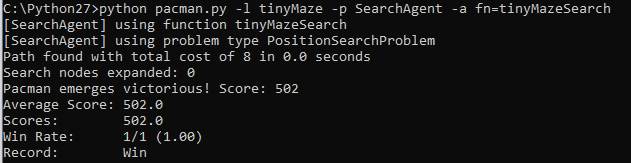 C:\Python27>python pacman.py -l tinyMaze -p SearchAgent -a fn=tinyMazeSearch
[SearchAgent] using function tinyMazeSearch
[SearchAgent] using problem type PositionSearchProblem
Path found with total cost of 8 in 0.0 seconds
Search nodes expanded: 0
Pacman emerges victorious! Score: 502
Average Score: 502.0
Scores:        502.0
Win Rate:      1/1 (1.00)
Record:        Win